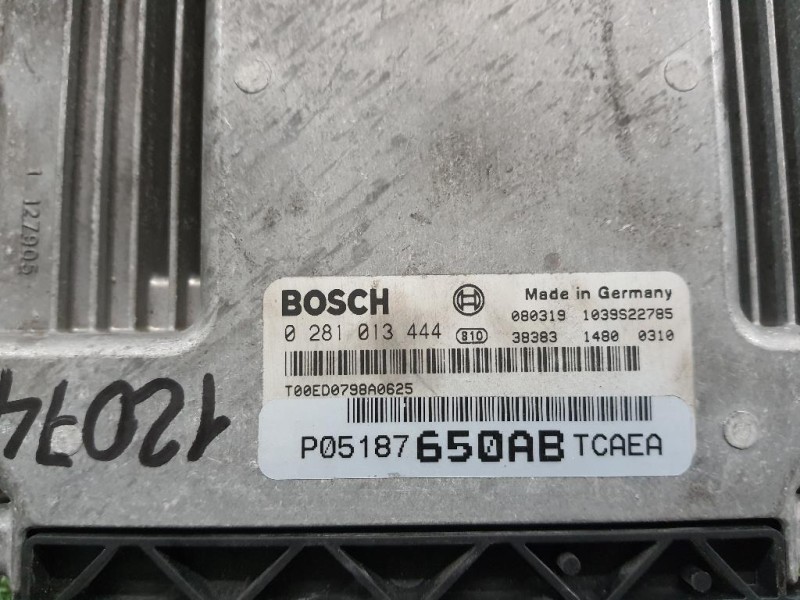 1 127905
BOSCH
Made in Germany
080319 1039S22785
0 281 013 444 810 38383 1480 0310
T00ED0798A0625
P05187650AB TCAEA
12074